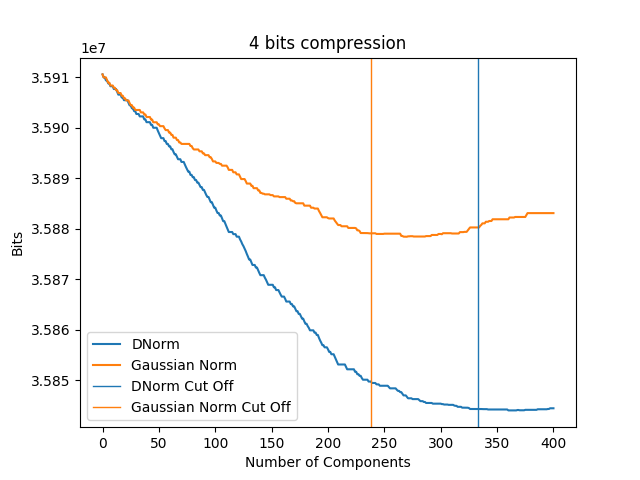 4 bits compression
1e7
3.591
3.590
3.589
3.588
3.587
3.586
3.585
Bits
DNorm
Gaussian Norm
DNorm Cut Off
Gaussian Norm Cut Off
0 50 100 150 200 250 300 350 400
Number of Components